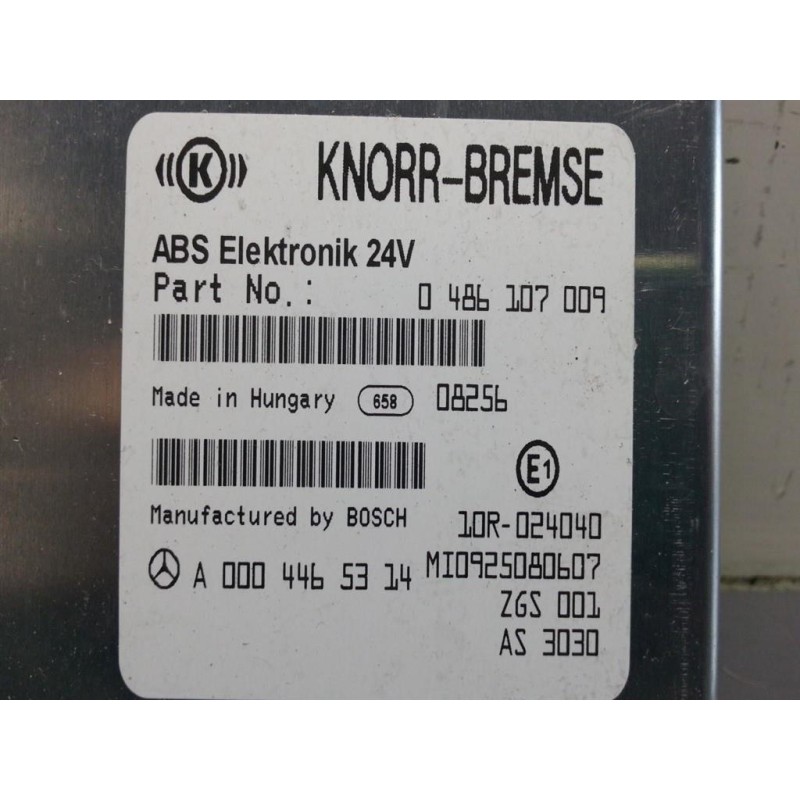 K KNORR-BREMSE
ABS Elektronik 24V
Part No.: 0 486 107 009
Made in Hungary 658 08256
E1
Manufactured by BOSCH 10R-024040
A 000 446 53 14 MI0925080607
ZGS 001
AS 3030